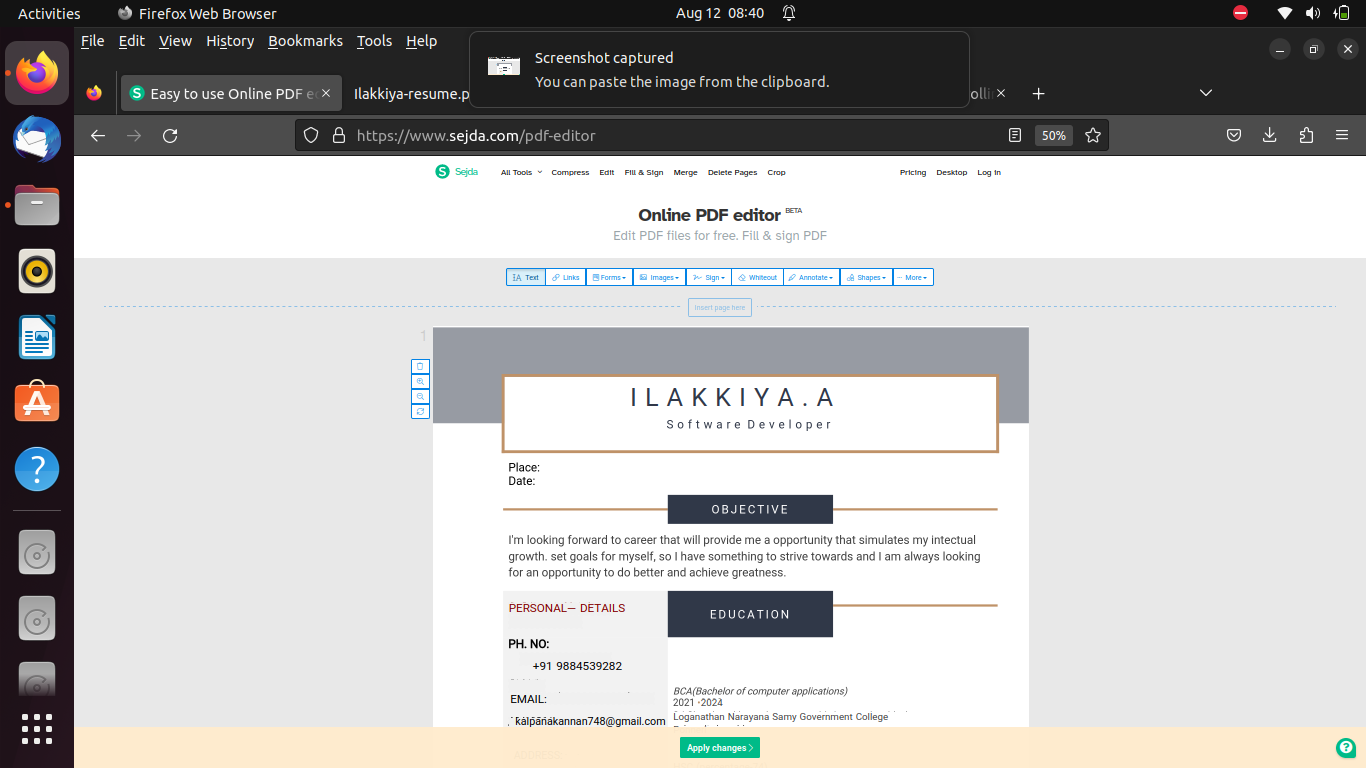 Activities Firefox Web Browser Aug 12 08:40
File Edit View History Bookmarks Tools Help
Screenshot captured
You can paste the image from the clipboard.
Easy to use Online PDF Ilakkiya-resume.p
https://www.sejda.com/pdf-editor 50%
Sejda All Tools Compress Edit Fill & Sign Merge Delete Pages Crop Pricing Desktop Log in
Online PDF editor BETA
Edit PDF files for free. Fill & sign PDF
Text Links Forms Images Sign Whiteout Annotate Shapes More
Insert page here
1
ILAKKIYA.A
Software Developer
Place:
Date:
OBJECTIVE
I'm looking forward to career that will provide me a opportunity that simulates my intectual
growth. set goals for myself, so I have something to strive towards and I am always looking
for an opportunity to do better and achieve greatness.
PERSONAL— DETAILS
EDUCATION
PH. NO:
+91 9884539282
EMAIL:
kalpanakannan748@gmail.com
BCA(Bachelor of computer applications)
2021 -2024
Loganathan Narayana Samy Government College
ADDRESS:
Apply changes